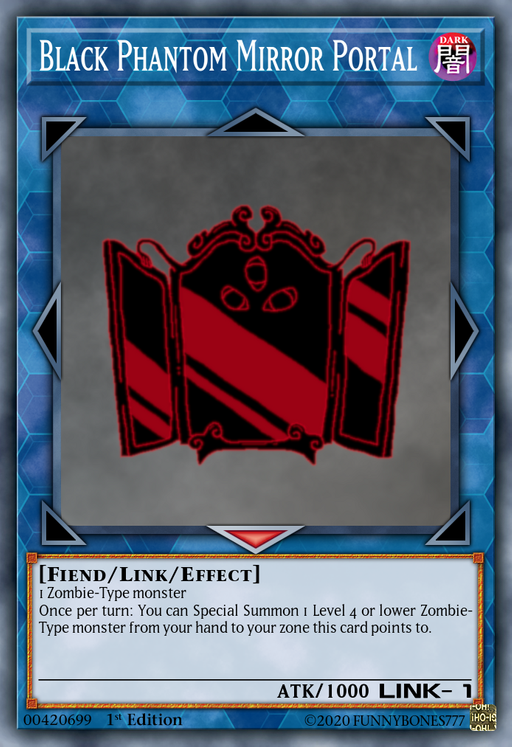 BLACK PHANTOM MIRROR PORTAL
DARK
闇
[FIEND/LINK/EFFECT]
1 Zombie-Type monster
Once per turn: You can Special Summon 1 Level 4 or lower Zombie-
Type monster from your hand to your zone this card points to.
ATK/1000 LINK- 1
00420699 1st Edition ©2020 FUNNYBONES777